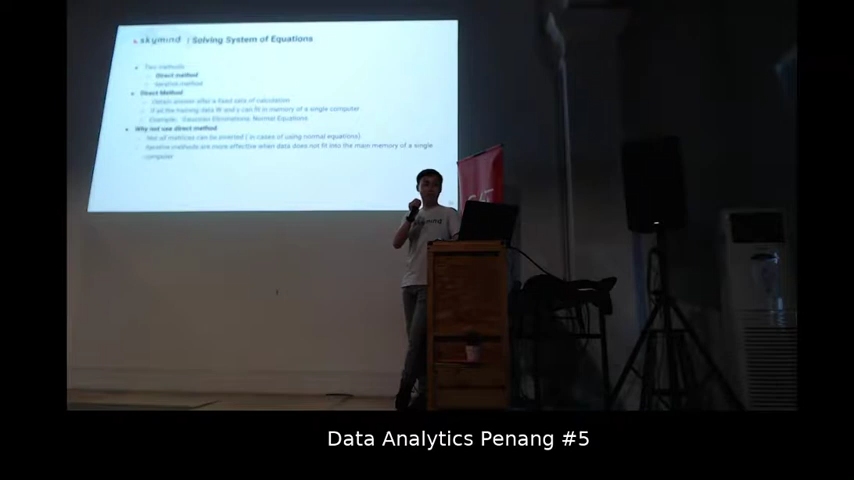 skymind | Solving System of Equations
Two methods:
Direct method
Iterative method
Direct Method
Obtain answer after a fixed sets of calculation
If all the training data fit and y can fit in memory of a single computer
Example: Gaussian Eliminations, Normal Equations
Why not use direct method
Not all matrices can be inverted ( in cases of using normal equations)
Iterative methods are more effective when data does not fit into the main memory of a single
computer
Data Analytics Penang #5